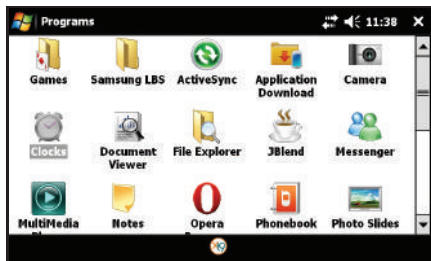 Programs 11:38
Games Samsung LBS ActiveSync Application Camera
Download
Clocks Document File Explorer JBlend Messenger
Viewer
MultiMedia Notes Opera Phonebook Photo Slides